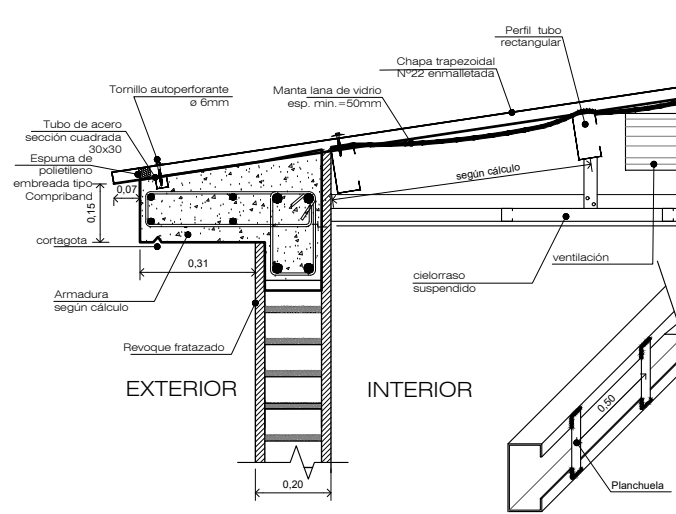 Perfil tubo
rectangular
Chapa trapezoidal
Nº22 enmalletada
Tornillo autoperforante
ø 6mm
Manta lana de vidrio
esp. min.=50mm
Tubo de acero
sección cuadrada
30x30
Espuma de
polietileno
embreada tipo
Compriband
según cálculo
0,07
0,15
cortagota
0,31
ventilación
cielorraso
suspendido
Armadura
según cálculo
Revoque fratazado
EXTERIOR
INTERIOR
0,50
Planchuela
0,20